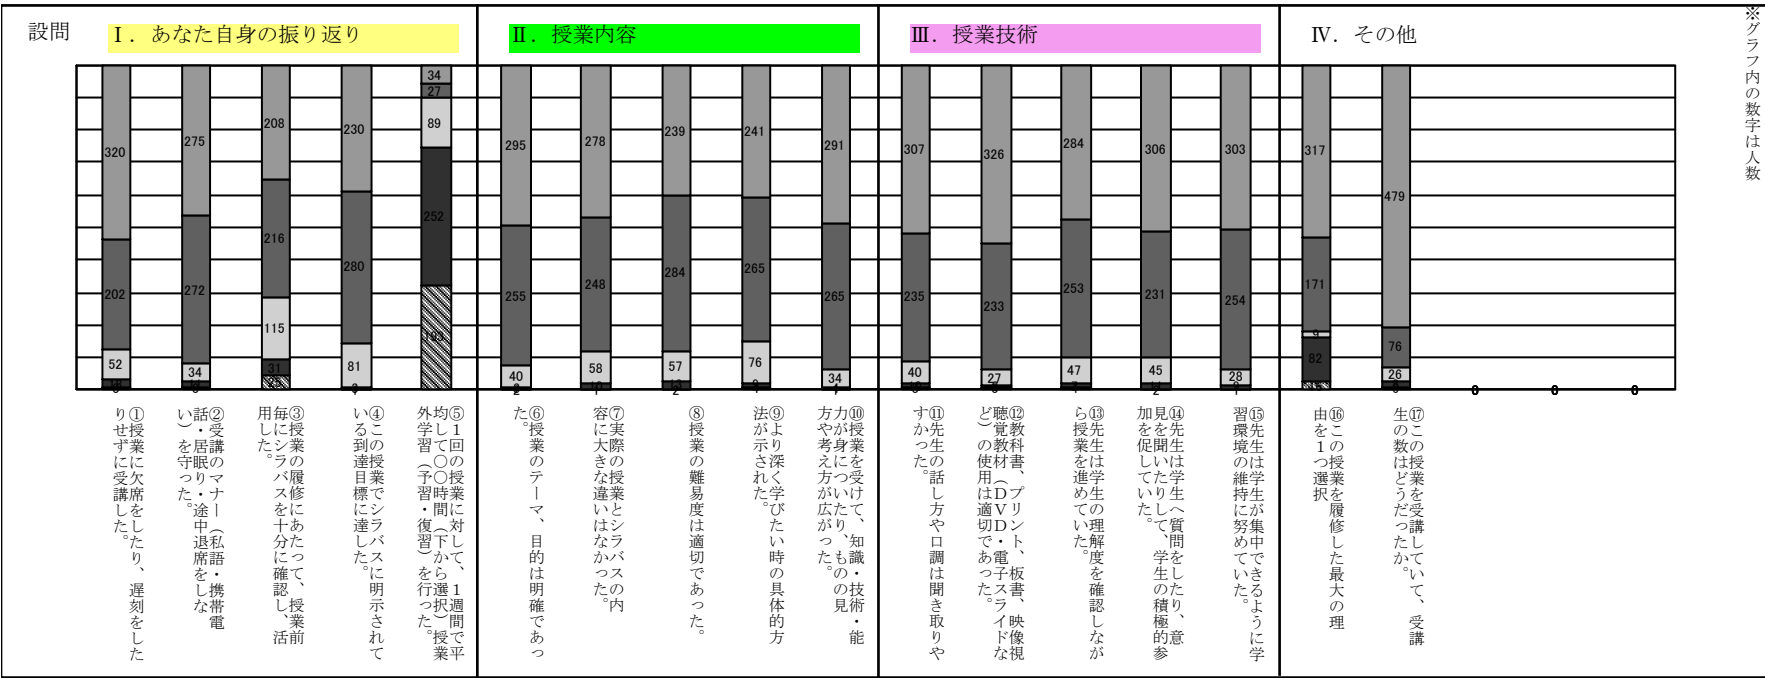 設問
Ⅰ．あなた自身の振り返り
Ⅱ．授業内容
Ⅲ．授業技術
Ⅳ．その他
※グラフ内の数字は人数
320
202
52
275
272
34
11
208
216
115
31
25
230
280
81
34
27
89
252
193
295
255
40
2
278
248
58
10
1
239
284
57
13
2
241
265
76
9
1
291
265
34
307
235
40
10
326
233
27
284
253
47
7
306
231
45
11
2
303
254
28
8
1
317
171
9
82
15
479
76
26
0
0
0
①授業に欠席をしたり、遅刻をした
りせずに受講した。
②受講のマナー（私語・携帯電
話・居眠り・途中退席をしな
い）を守った。
③授業の履修にあたって、授業前
毎にシラバスを十分に確認し、活
用した。
④この授業でシラバスに明示されて
いる到達目標に達した。
⑤１回の授業に対して、１週間で平
均して〇〇時間（下から選択）授業
外学習（予習・復習）を行った。
⑥授業のテーマ、目的は明確であっ
た。
⑦実際の授業とシラバスの内
容に大きな違いはなかった。
⑧授業の難易度は適切であった。
⑨より深く学びたい時の具体的方
法が示された。
⑩授業を受けて、知識・技術・能
力が身についたり、ものの見
方や考え方が広がった。
⑪先生の話し方や口調は聞き取りや
すかった。
⑫教科書、プリント、板書、映像視
聴覚教材（ＤＶＤ・電子スライドな
ど）の使用は適切であった。
⑬先生は学生の理解度を確認しなが
ら授業を進めていた。
⑭先生は学生へ質問をしたり、意
見を聞いたりして、学生の積極的参
加を促していた。
⑮先生は学生が集中できるように学
習環境の維持に努めていた。
⑯この授業を履修した最大の理
由を１つ選択
⑰この授業を受講していて、受講
生の数はどうだったか。